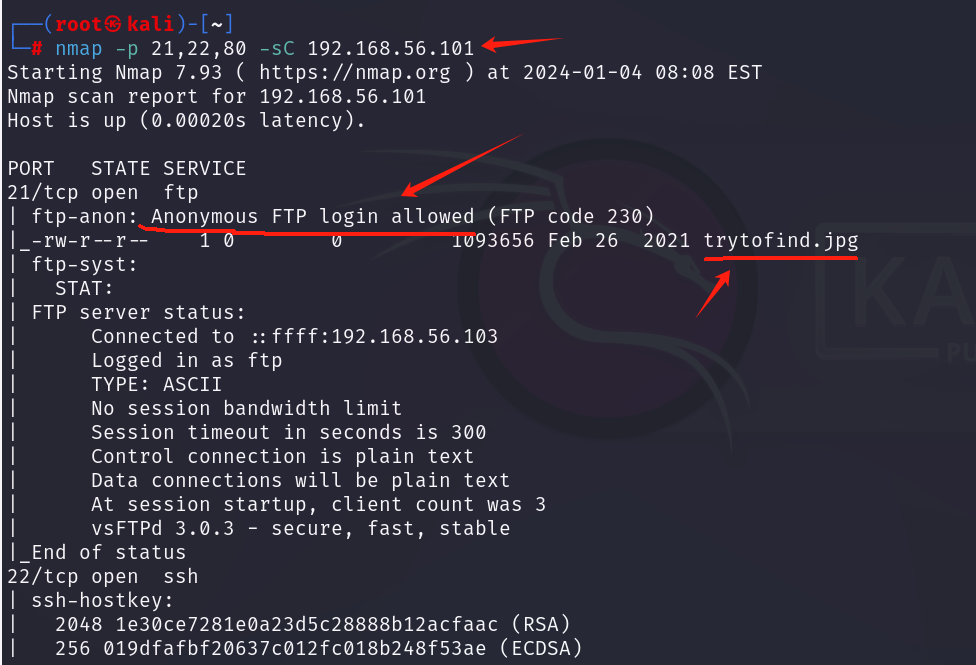 ┌──(root㉿kali)-[~]
└─# nmap -p 21,22,80 -sC 192.168.56.101
Starting Nmap 7.93 ( https://nmap.org ) at 2024-01-04 08:08 EST
Nmap scan report for 192.168.56.101
Host is up (0.00020s latency).

PORT   STATE SERVICE
21/tcp open  ftp
| ftp-anon: Anonymous FTP login allowed (FTP code 230)
|_-rw-r--r--    1 0        0         1093656 Feb 26  2021 trytofind.jpg
| ftp-syst:
|   STAT:
| FTP server status:
|      Connected to ::ffff:192.168.56.103
|      Logged in as ftp
|      TYPE: ASCII
|      No session bandwidth limit
|      Session timeout in seconds is 300
|      Control connection is plain text
|      Data connections will be plain text
|      At session startup, client count was 3
|      vsFTPd 3.0.3 - secure, fast, stable
|_End of status
22/tcp open  ssh
| ssh-hostkey:
|   2048 1e30ce7281e0a23d5c28888b12acfaac (RSA)
|   256 019dfafbf20637c012fc018b248f53ae (ECDSA)
KA
PL